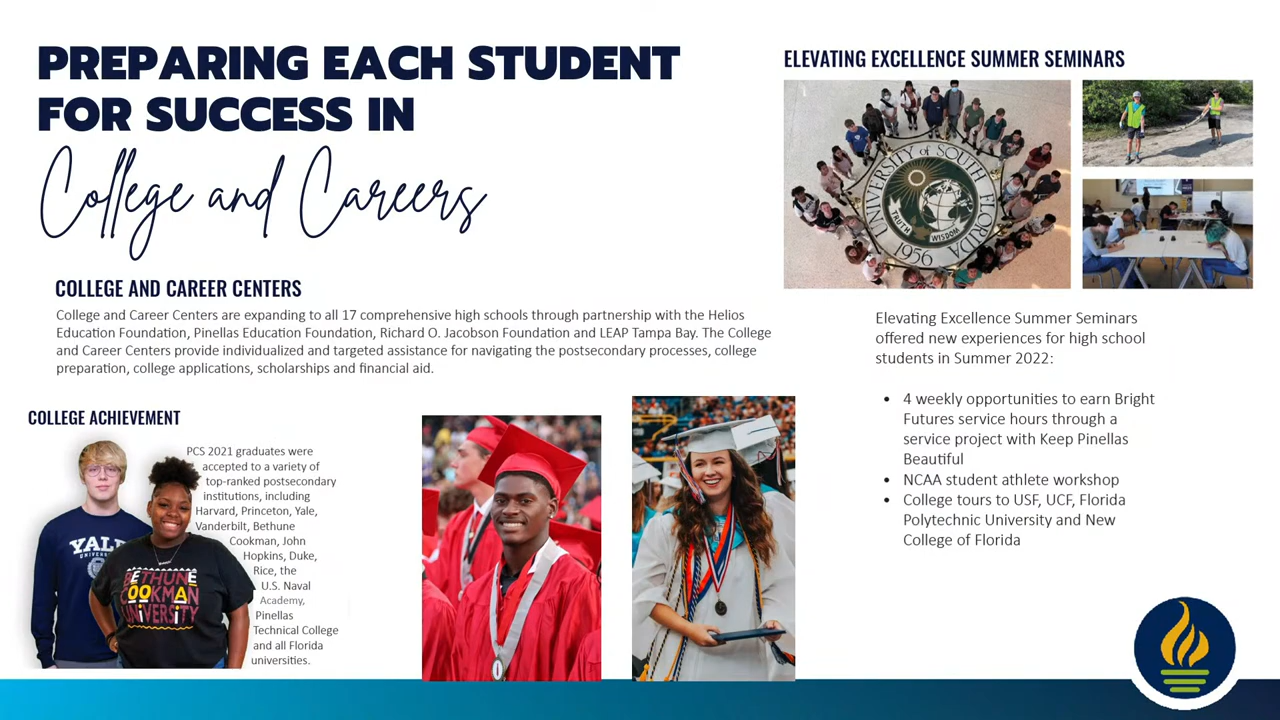 PREPARING EACH STUDENT
FOR SUCCESS IN
College and Careers
COLLEGE AND CAREER CENTERS
College and Career Centers are expanding to all 17 comprehensive high schools through partnership with the Helios
Education Foundation, Pinellas Education Foundation, Richard O. Jacobson Foundation and LEAP Tampa Bay. The College
and Career Centers provide individualized and targeted assistance for navigating the postsecondary processes, college
preparation, college applications, scholarships and financial aid.
COLLEGE ACHIEVEMENT
PCS 2021 graduates were
accepted to a variety of
top-ranked postsecondary
institutions, including
Harvard, Princeton, Yale,
Vanderbilt, Bethune
Cookman, John
Hopkins, Duke,
Rice, the
U.S. Naval
Academy,
Pinellas
Technical College
and all Florida
universities.
YALE
UNIVERSITY
BETHUNE
COOKMAN
UNIVERSITY
ELEVATING EXCELLENCE SUMMER SEMINARS
UNIVERSITY of SOUTH FLORIDA
TRUTH
WISDOM
1956
Elevating Excellence Summer Seminars
offered new experiences for high school
students in Summer 2022:
• 4 weekly opportunities to earn Bright
Futures service hours through a
service project with Keep Pinellas
Beautiful
• NCAA student athlete workshop
• College tours to USF, UCF, Florida
Polytechnic University and New
College of Florida